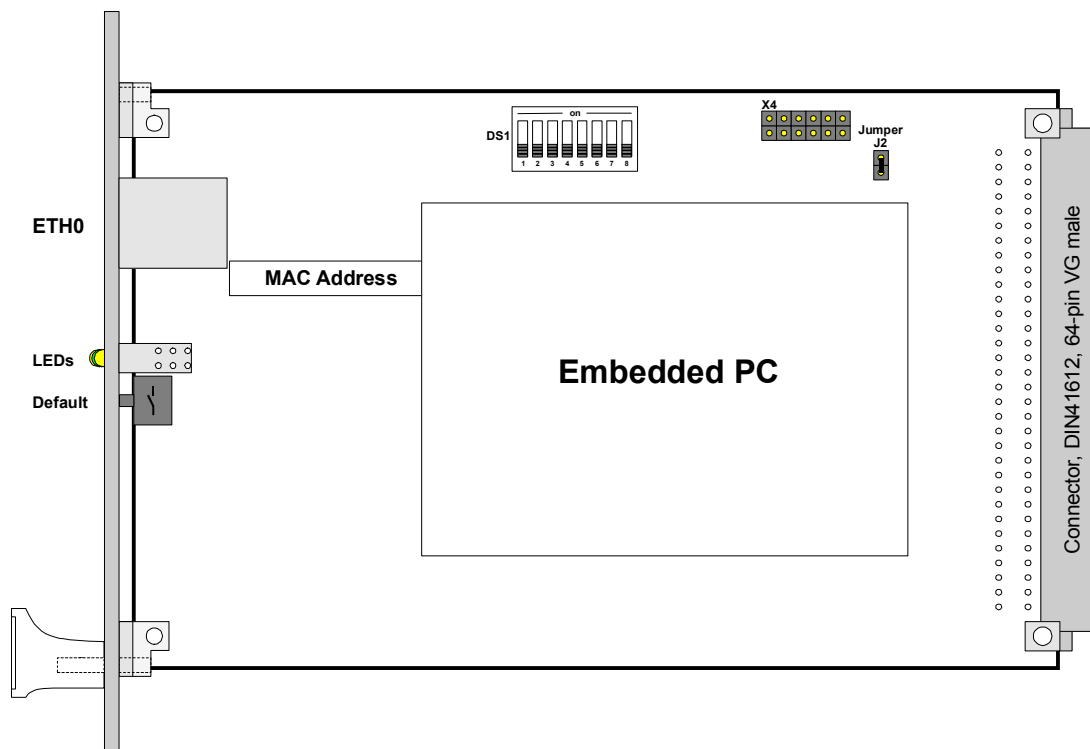 on
DS1
1 2 3 4 5 6 7 8
X4
Jumper
J2
ETH0
MAC Address
LEDs
Default
Embedded PC
Connector, DIN41612, 64-pin VG male